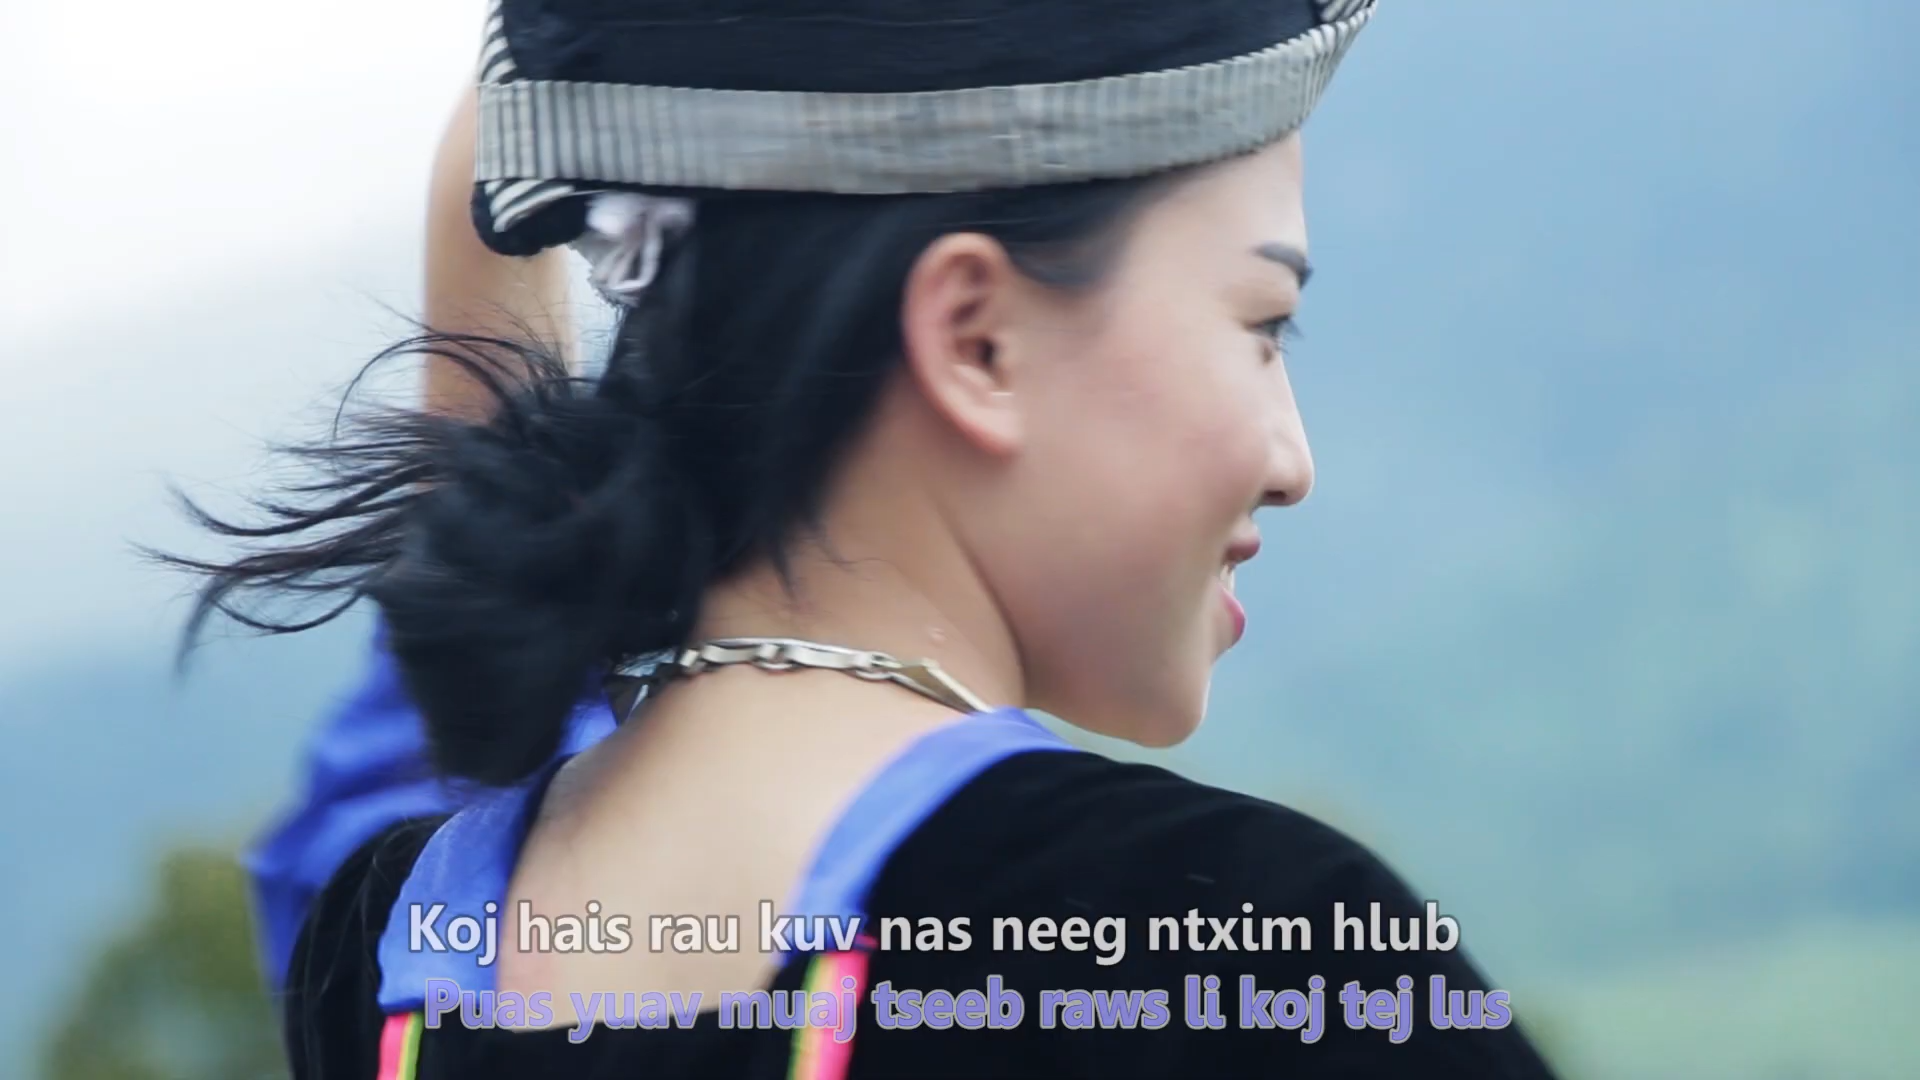 Koj hais rau kuv nas neeg ntxim hlub
Puas yuav muaj tseeb raws li koj tej lus